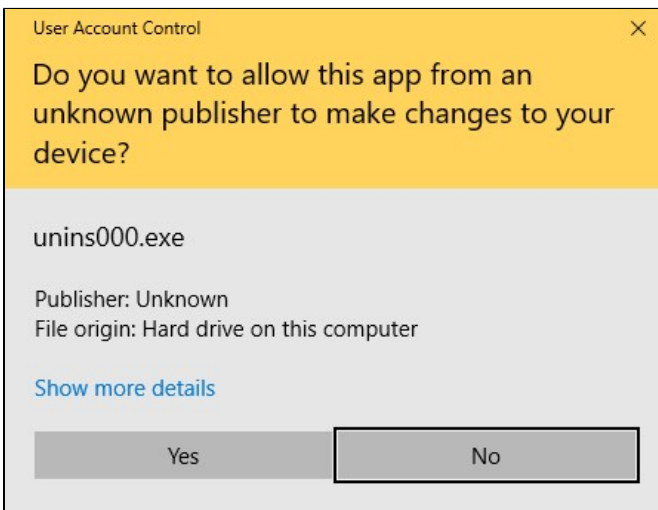 User Account Control
Do you want to allow this app from an
unknown publisher to make changes to your
device?
unins000.exe
Publisher: Unknown
File origin: Hard drive on this computer
Show more details
Yes
No